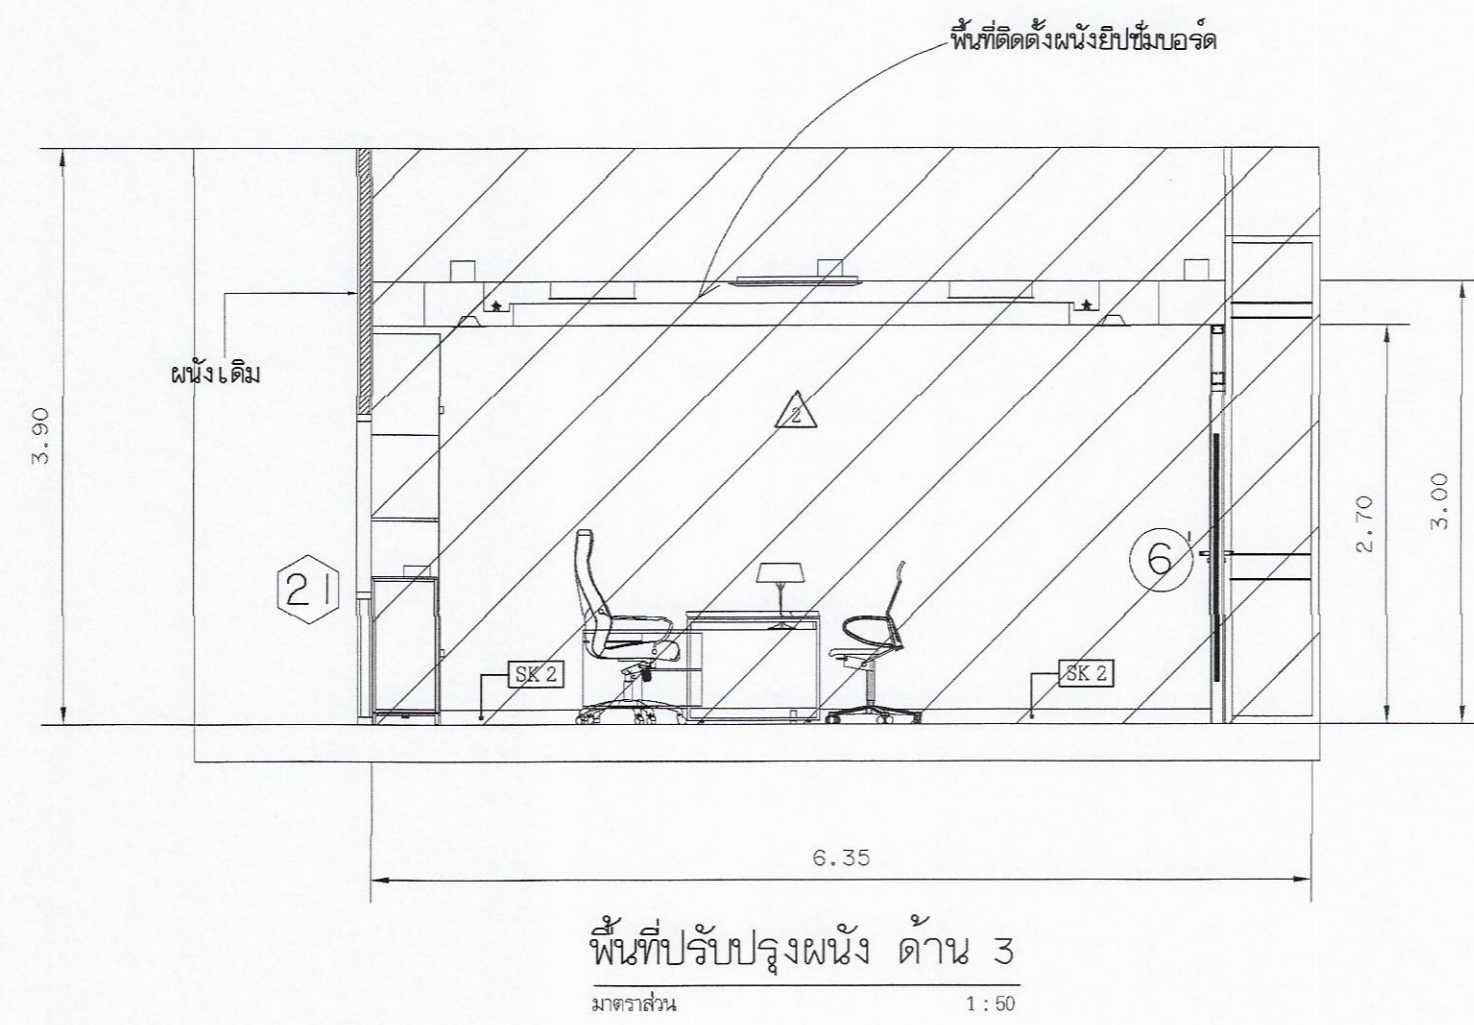 พื้นที่ติดตั้งผนังยิปซั่มบอร์ด
ผนังเดิม
3.90
2
2.70
3.00
21
6'
SK 2
SK 2
6.35
พื้นที่ปรับปรุงผนัง ด้าน 3
มาตราส่วน 1 : 50